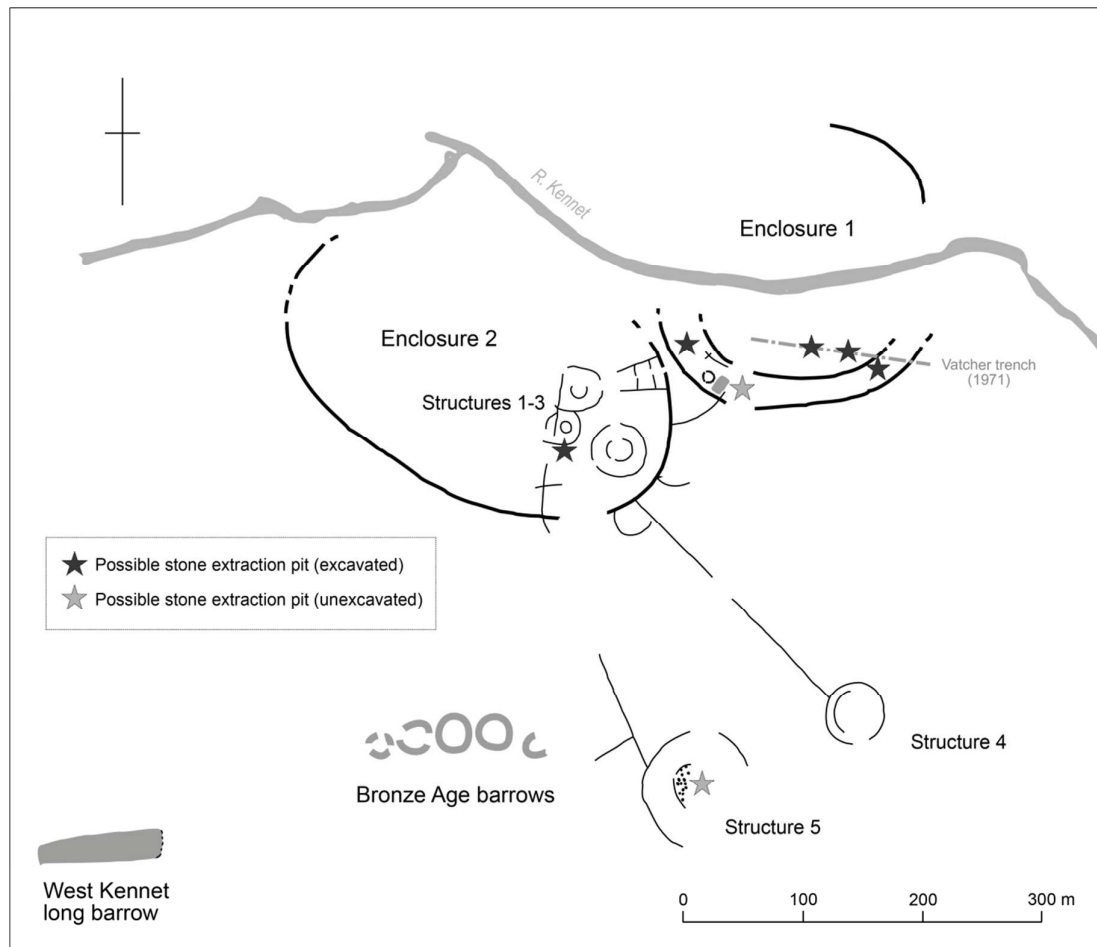 R. Kennet
Enclosure 1
Enclosure 2
Vatcher trench
(1971)
Structures 1-3
Possible stone extraction pit (excavated)
Possible stone extraction pit (unexcavated)
Structure 4
Bronze Age barrows
Structure 5
West Kennet
long barrow
0 100 200 300 m